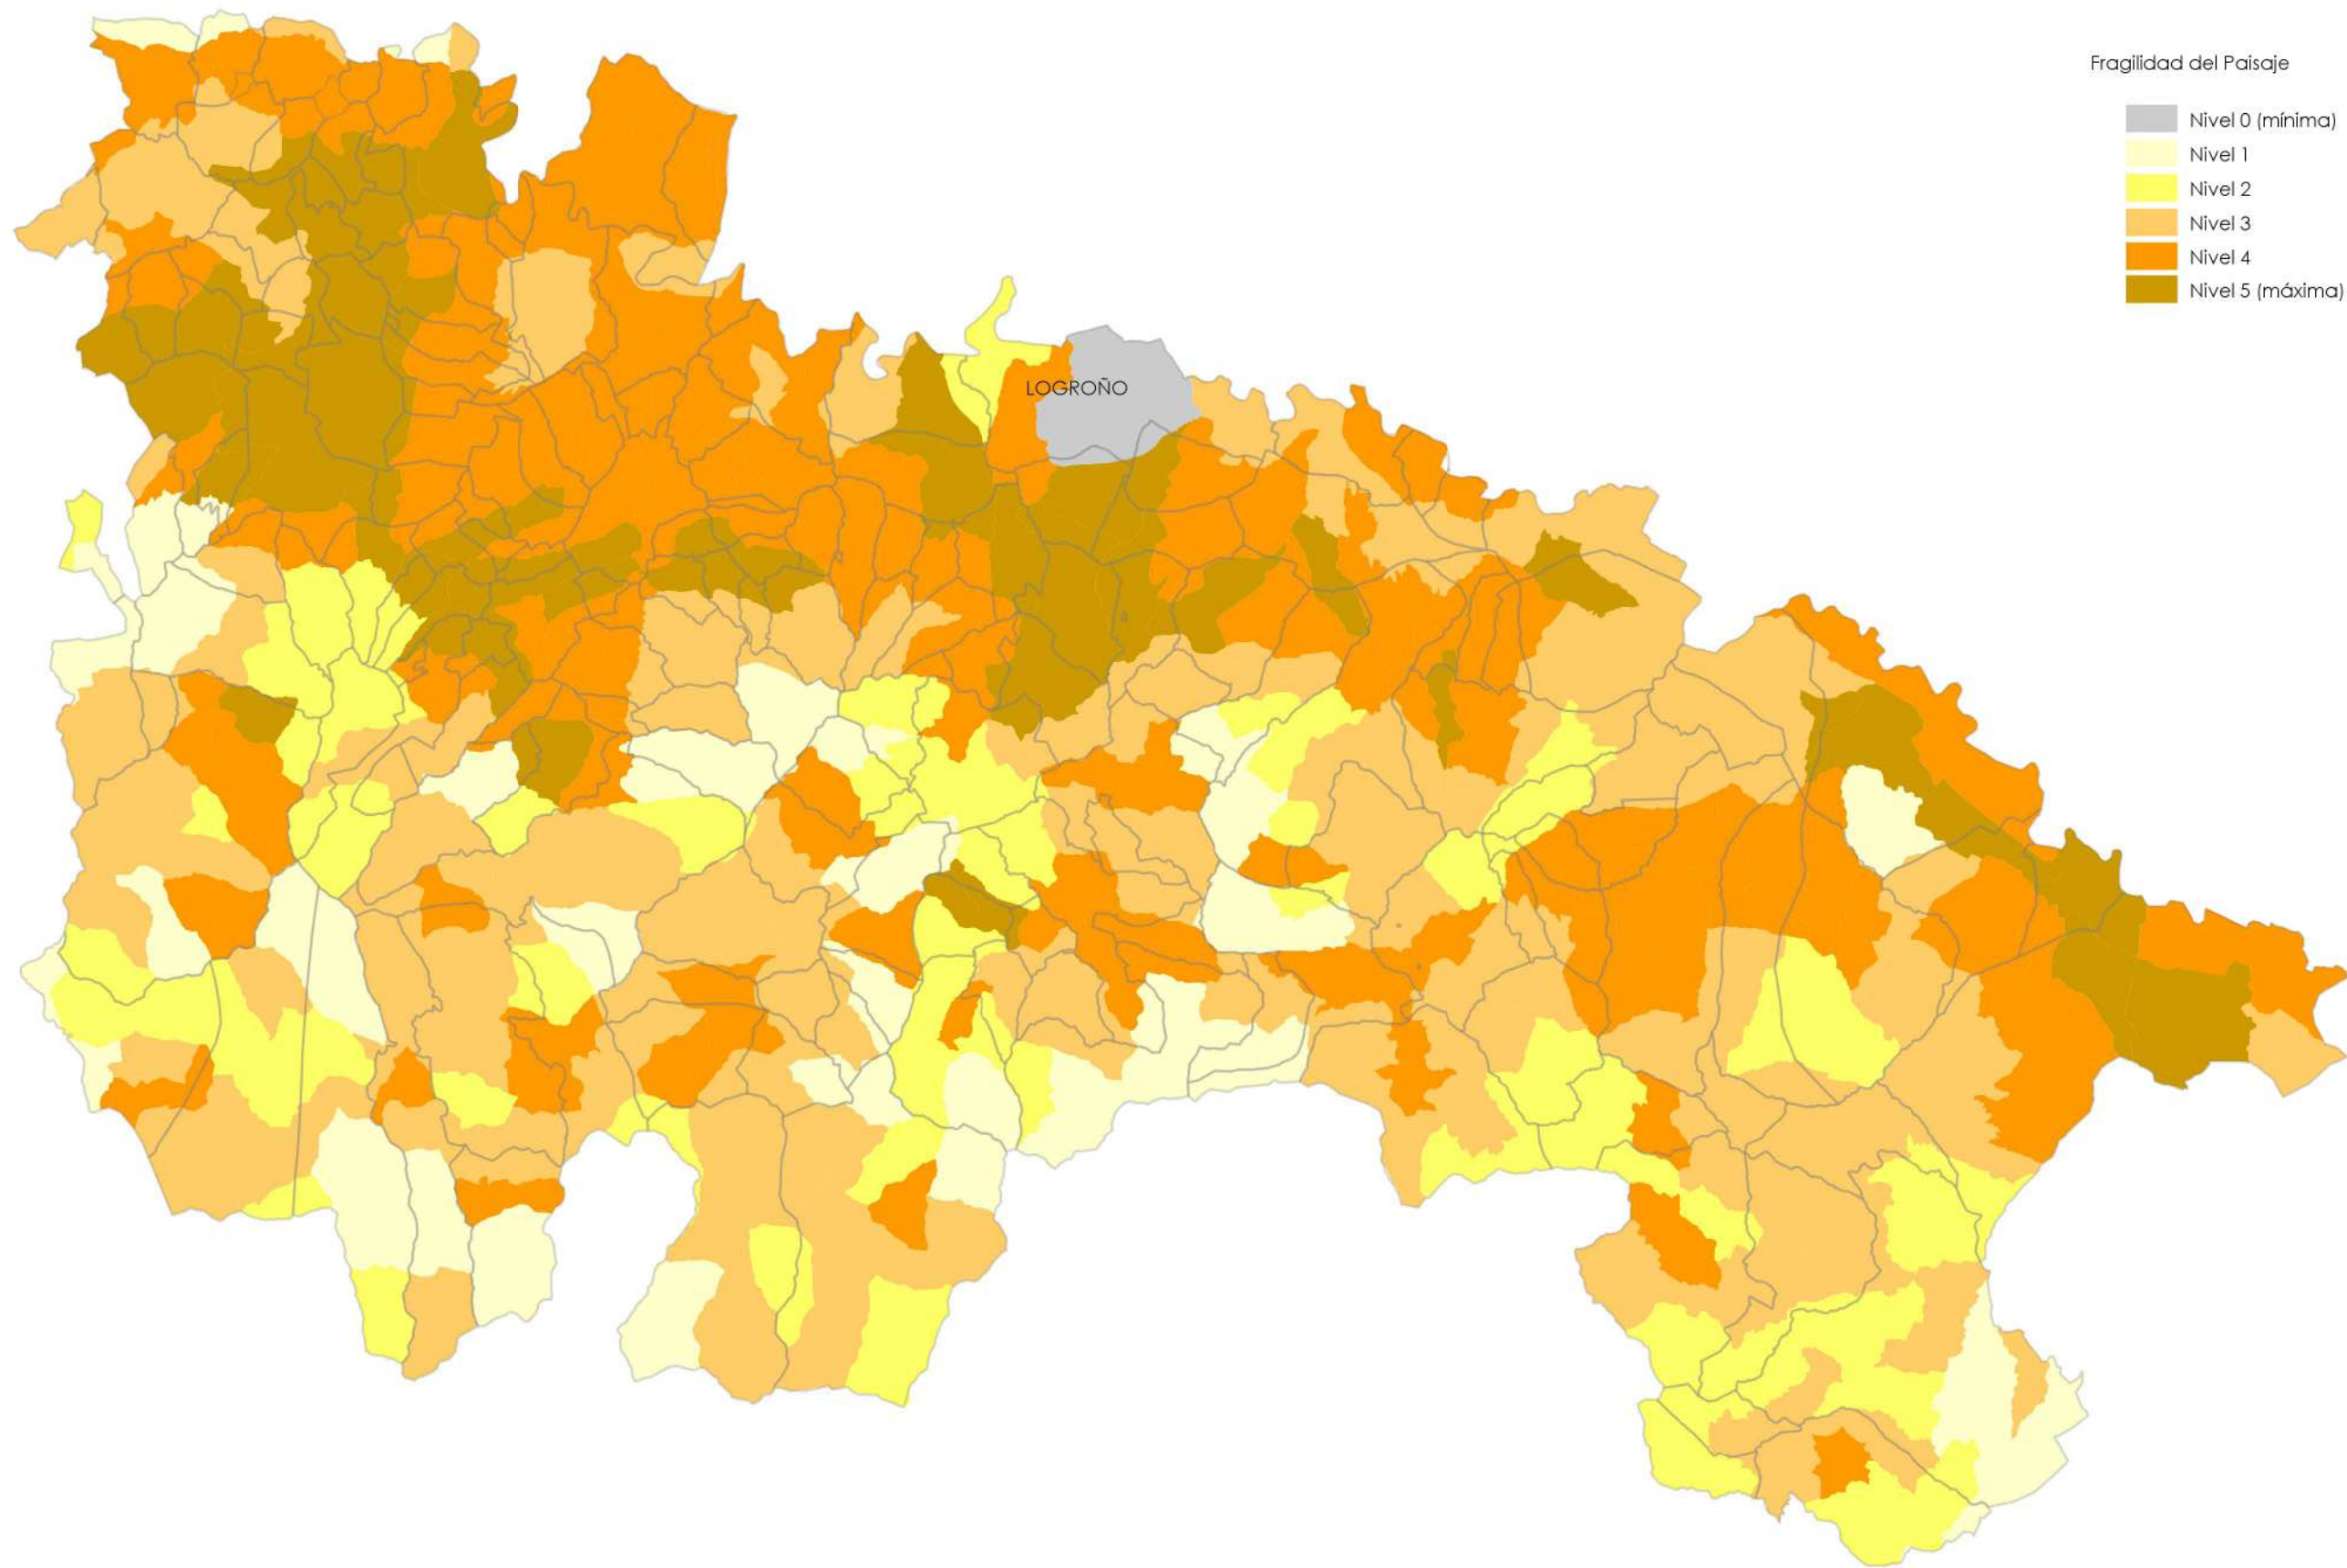 Fragilidad del Paisaje
Nivel 0 (mínima)
Nivel 1
Nivel 2
Nivel 3
Nivel 4
Nivel 5 (máxima)
LOGROÑO